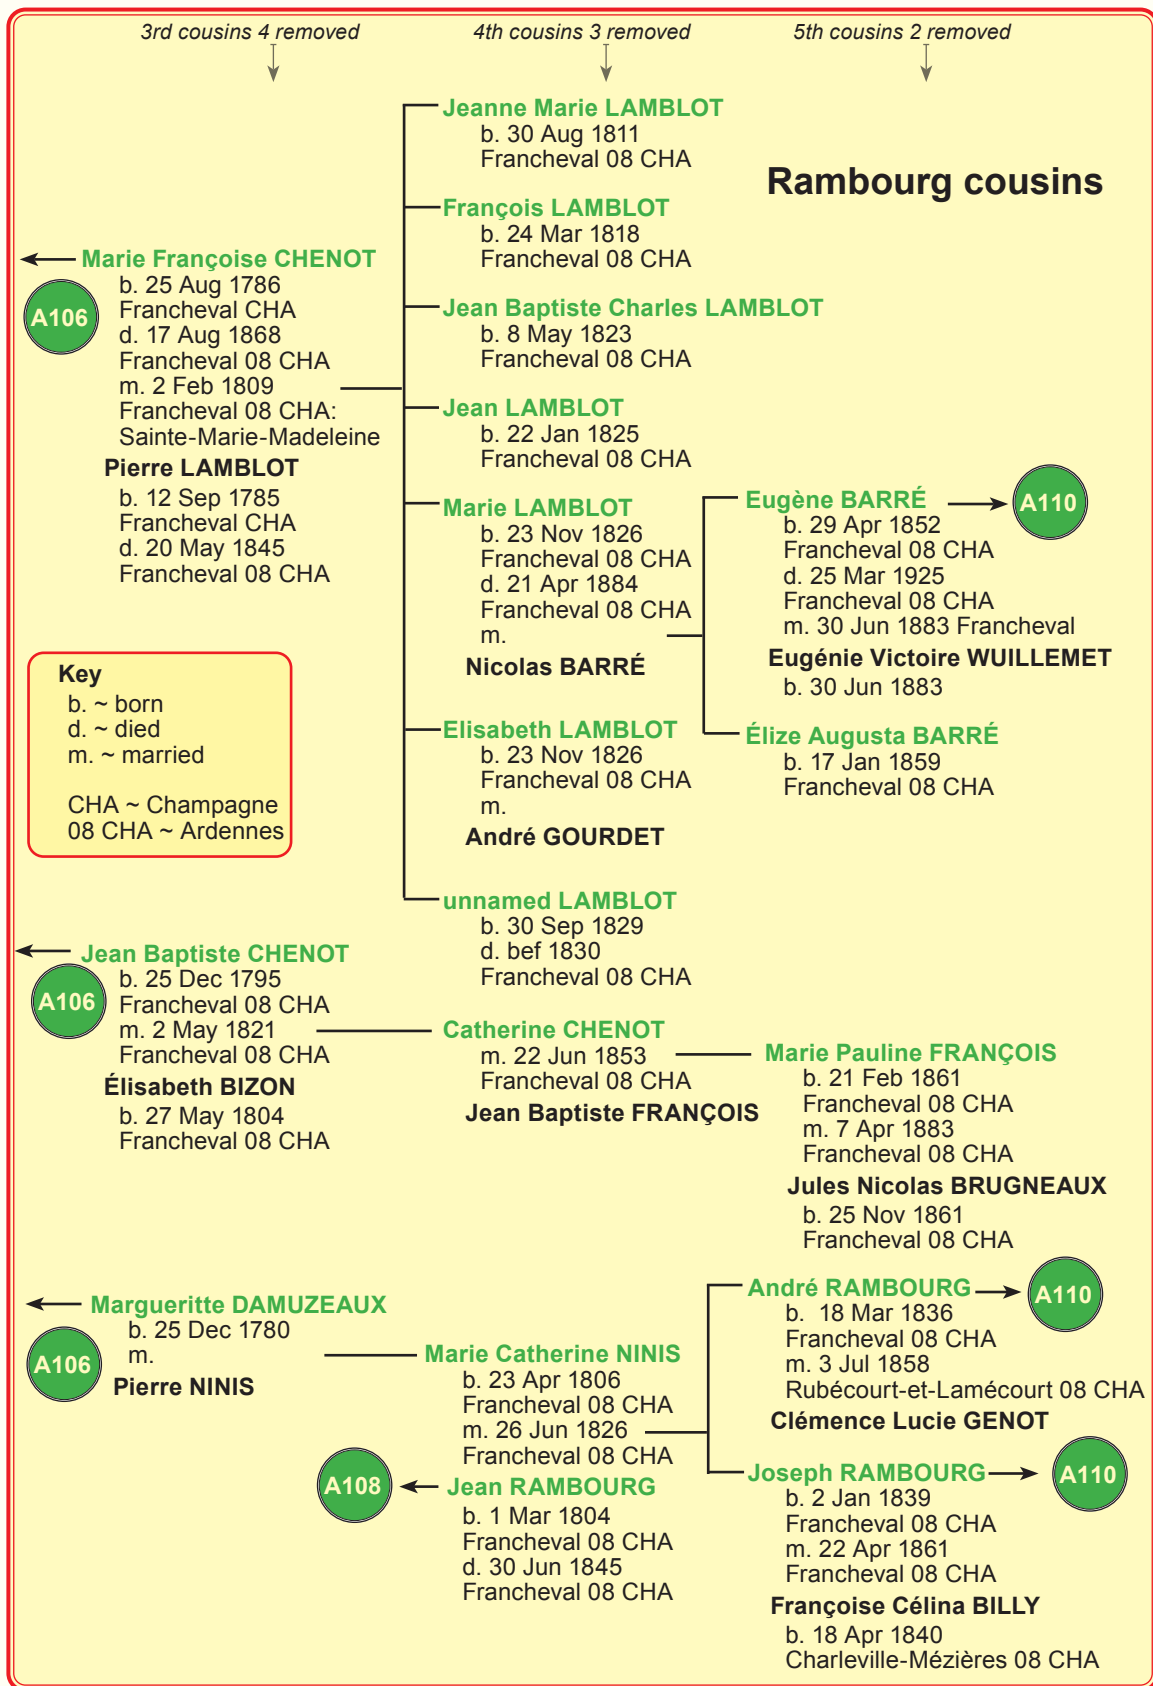 3rd cousins 4 removed
4th cousins 3 removed
5th cousins 2 removed
Rambourg cousins
Marie Françoise CHENOT
A106
b. 25 Aug 1786
Francheval CHA
d. 17 Aug 1868
Francheval 08 CHA
m. 2 Feb 1809
Francheval 08 CHA:
Sainte-Marie-Madeleine
Pierre LAMBLOT
b. 12 Sep 1785
Francheval CHA
d. 20 May 1845
Francheval 08 CHA
Jeanne Marie LAMBLOT
b. 30 Aug 1811
Francheval 08 CHA
François LAMBLOT
b. 24 Mar 1818
Francheval 08 CHA
Jean Baptiste Charles LAMBLOT
b. 8 May 1823
Francheval 08 CHA
Jean LAMBLOT
b. 22 Jan 1825
Francheval 08 CHA
Marie LAMBLOT
b. 23 Nov 1826
Francheval 08 CHA
d. 21 Apr 1884
Francheval 08 CHA
m.
Nicolas BARRÉ
Eugène BARRÉ
A110
b. 29 Apr 1852
Francheval 08 CHA
d. 25 Mar 1925
Francheval 08 CHA
m. 30 Jun 1883 Francheval
Eugénie Victoire WUILLEMET
b. 30 Jun 1883
Élize Augusta BARRÉ
b. 17 Jan 1859
Francheval 08 CHA
Elisabeth LAMBLOT
b. 23 Nov 1826
Francheval 08 CHA
m.
André GOURDET
unnamed LAMBLOT
b. 30 Sep 1829
d. bef 1830
Francheval 08 CHA
Key
b. ~ born
d. ~ died
m. ~ married
CHA ~ Champagne
08 CHA ~ Ardennes
Jean Baptiste CHENOT
A106
b. 25 Dec 1795
Francheval 08 CHA
m. 2 May 1821
Francheval 08 CHA
Élisabeth BIZON
b. 27 May 1804
Francheval 08 CHA
Catherine CHENOT
m. 22 Jun 1853
Francheval 08 CHA
Jean Baptiste FRANÇOIS
Marie Pauline FRANÇOIS
b. 21 Feb 1861
Francheval 08 CHA
m. 7 Apr 1883
Francheval 08 CHA
Jules Nicolas BRUGNEAUX
b. 25 Nov 1861
Francheval 08 CHA
Margueritte DAMUZEAUX
A106
b. 25 Dec 1780
m.
Pierre NINIS
Marie Catherine NINIS
b. 23 Apr 1806
Francheval 08 CHA
m. 26 Jun 1826
Francheval 08 CHA
A108
Jean RAMBOURG
b. 1 Mar 1804
Francheval 08 CHA
d. 30 Jun 1845
Francheval 08 CHA
André RAMBOURG
A110
b. 18 Mar 1836
Francheval 08 CHA
m. 3 Jul 1858
Rubécourt-et-Lamécourt 08 CHA
Clémence Lucie GENOT
Joseph RAMBOURG
A110
b. 2 Jan 1839
Francheval 08 CHA
m. 22 Apr 1861
Francheval 08 CHA
Françoise Célina BILLY
b. 18 Apr 1840
Charleville-Mézières 08 CHA